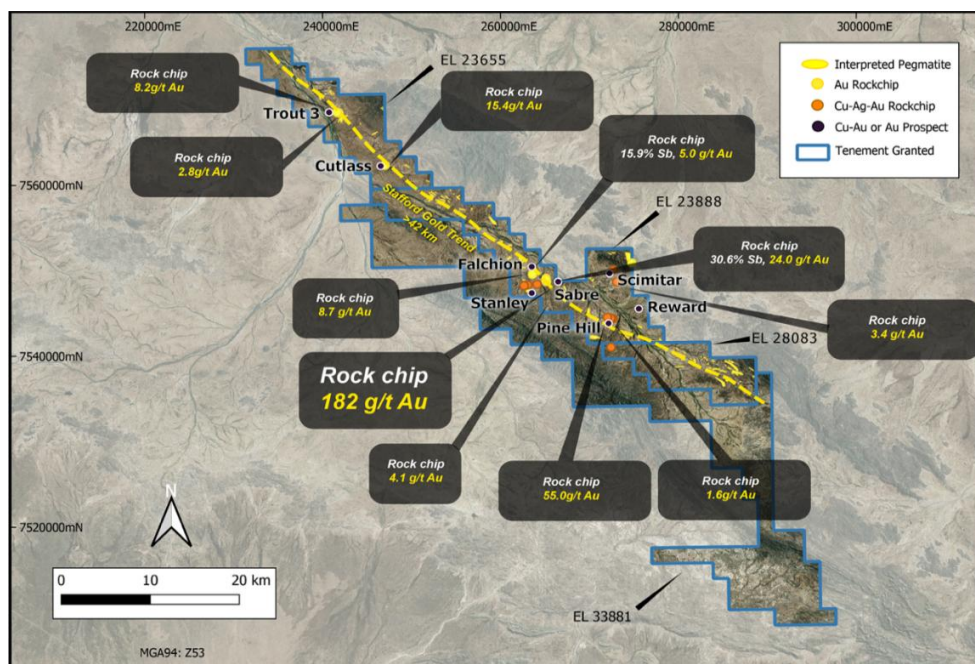 220000mE 240000mE 260000mE 280000mE 300000mE
Interpreted Pegmatite
Au Rockchip
Cu-Ag-Au Rockchip
Cu-Au or Au Prospect
Tenement Granted
EL 23655
Rock chip
8.2g/t Au
Rock chip
15.4g/t Au
Trout 3
Rock chip
2.8g/t Au
Cutlass
Rock chip
15.9% Sb, 5.0 g/t Au
7560000mN
7560000mN
Stafford Gold Trend
>42 km
EL 23888
Rock chip
30.6% Sb, 24.0 g/t Au
Falchion
Scimitar
Sabre
Stanley
Reward
Rock chip
8.7 g/t Au
Pine Hill
Rock chip
3.4 g/t Au
EL 28083
7540000mN
7540000mN
Rock chip
182 g/t Au
Rock chip
4.1 g/t Au
Rock chip
55.0g/t Au
Rock chip
1.6g/t Au
N
7520000mN
7520000mN
0 10 20 km
EL 33881
MGA94: Z53